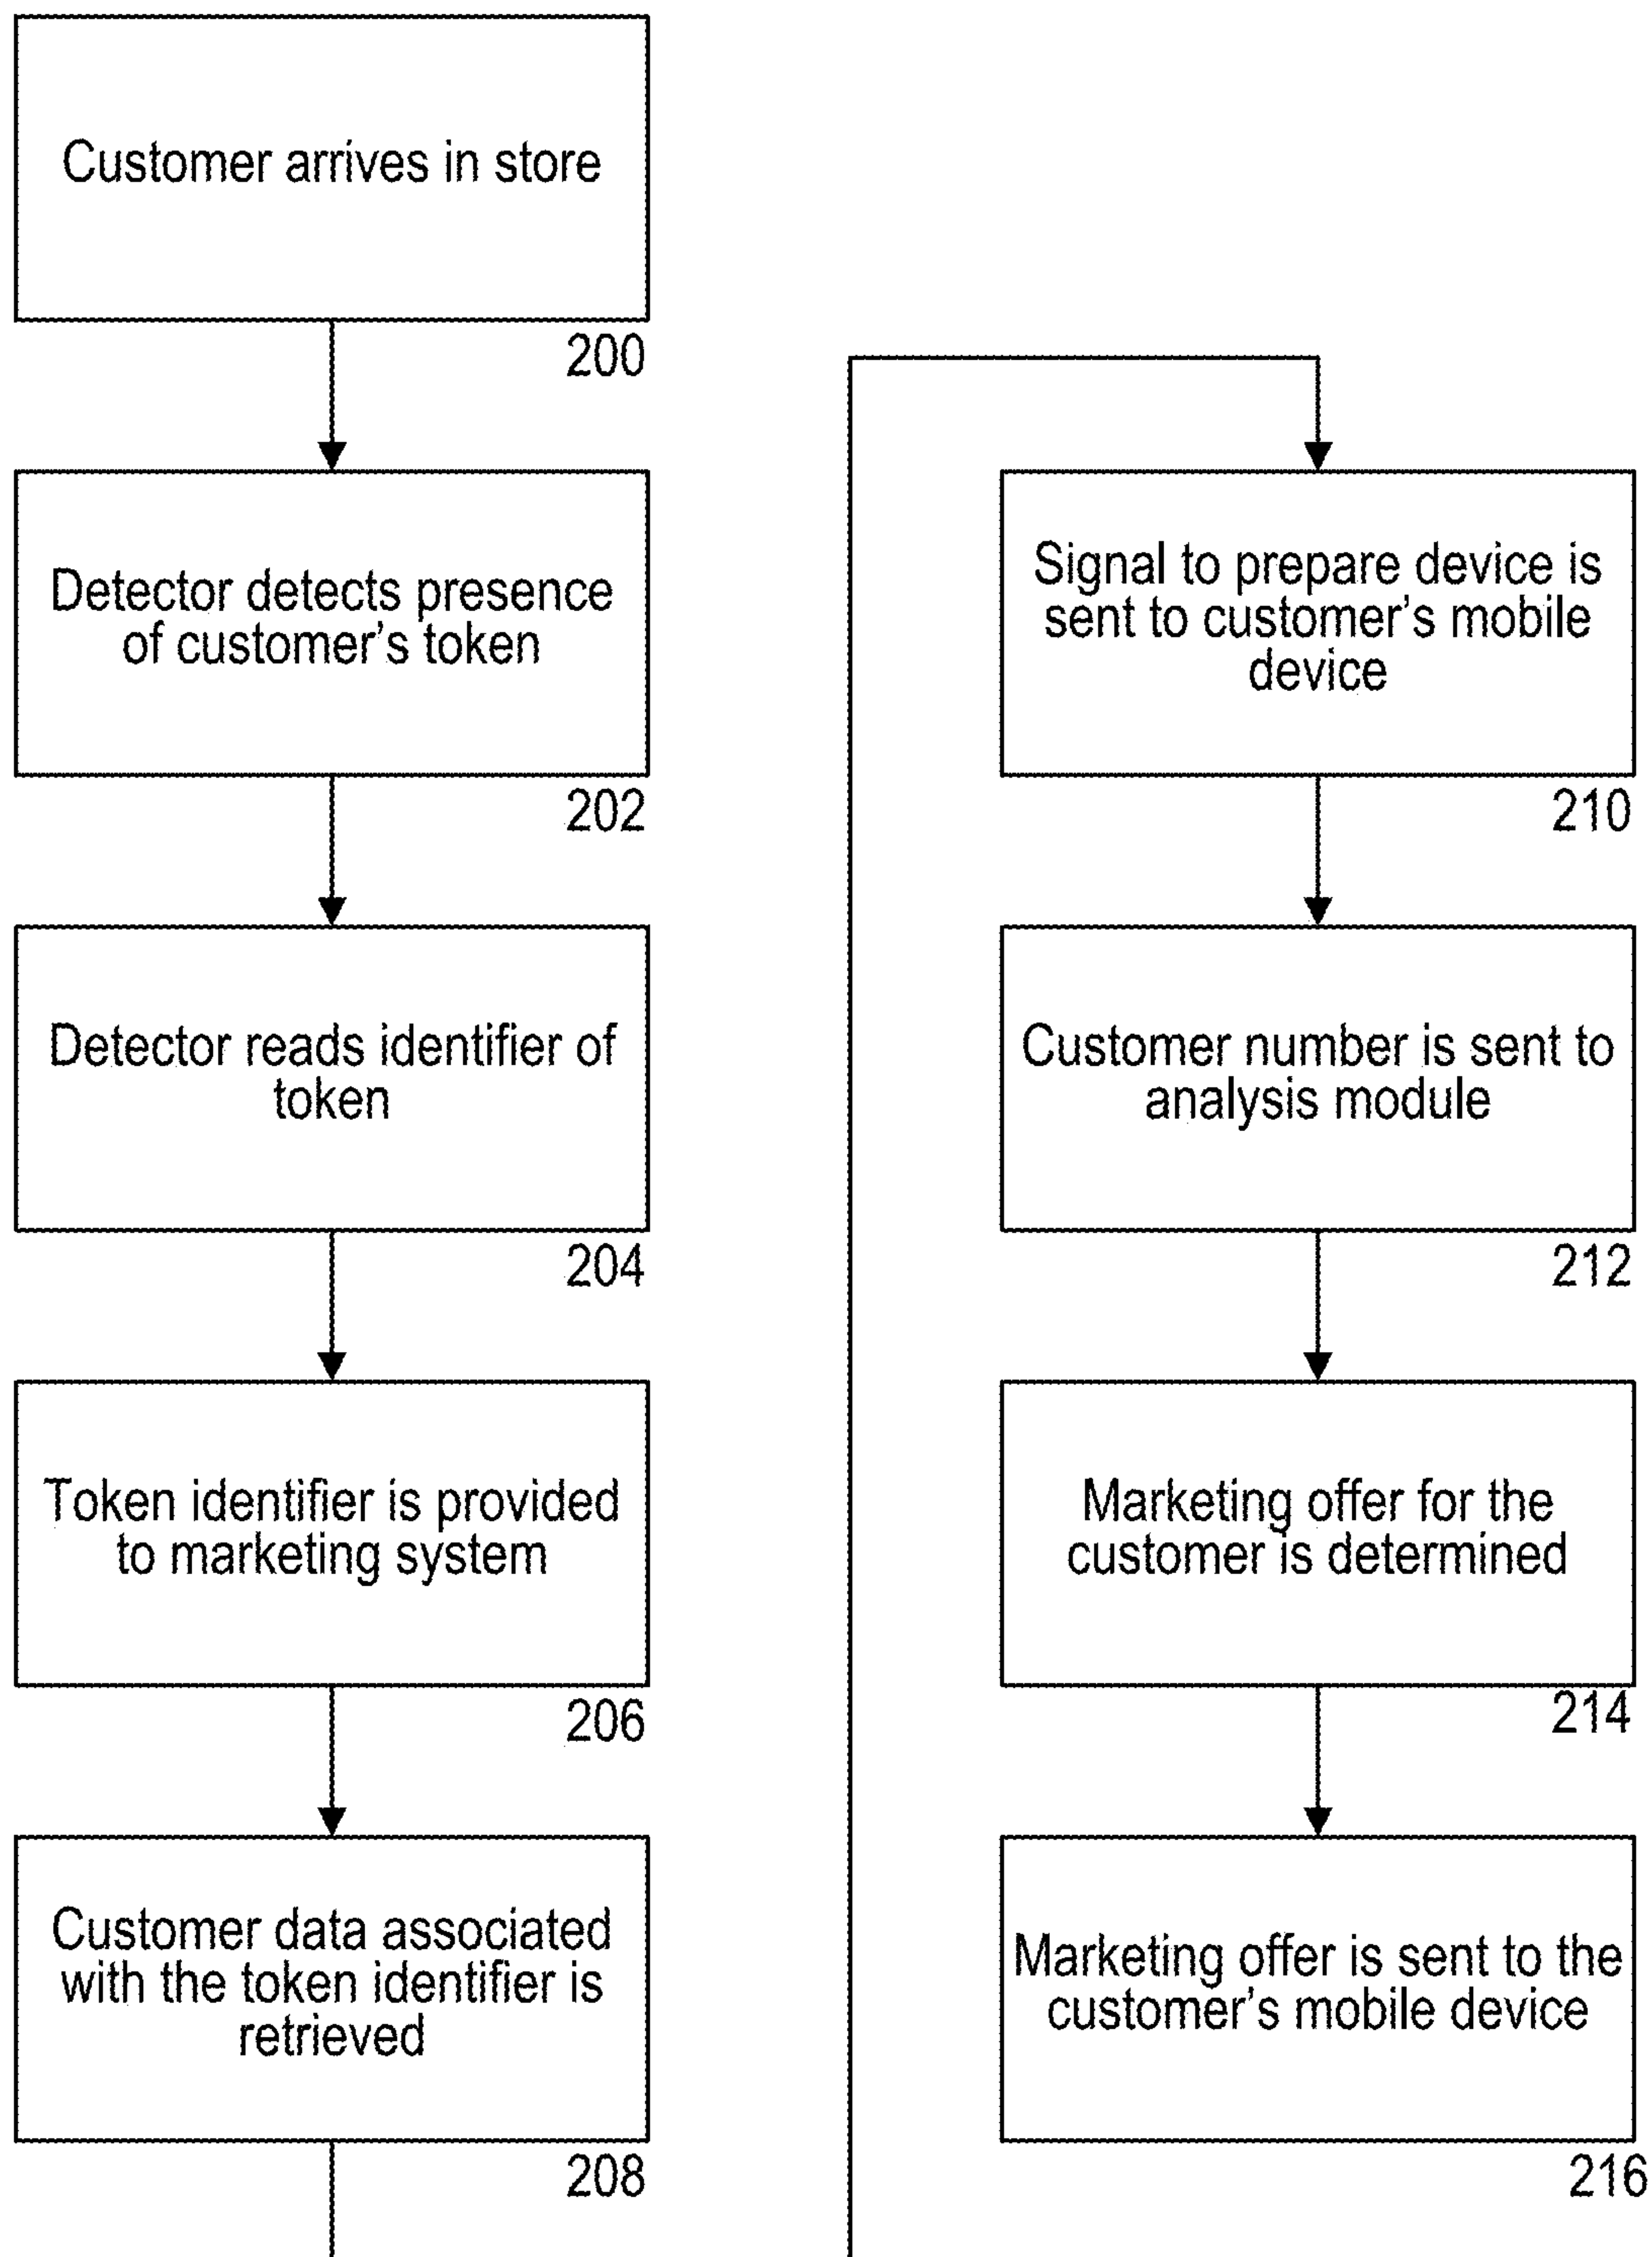 Customer arrives in store
200
Detector detects presence
of customer's token
202
Detector reads identifier of
token
204
Token identifier is provided
to marketing system
206
Customer data associated
with the token identifier is
retrieved
208
Signal to prepare device is
sent to customer's mobile
device
210
Customer number is sent to
analysis module
212
Marketing offer for the
customer is determined
214
Marketing offer is sent to the
customer's mobile device
216